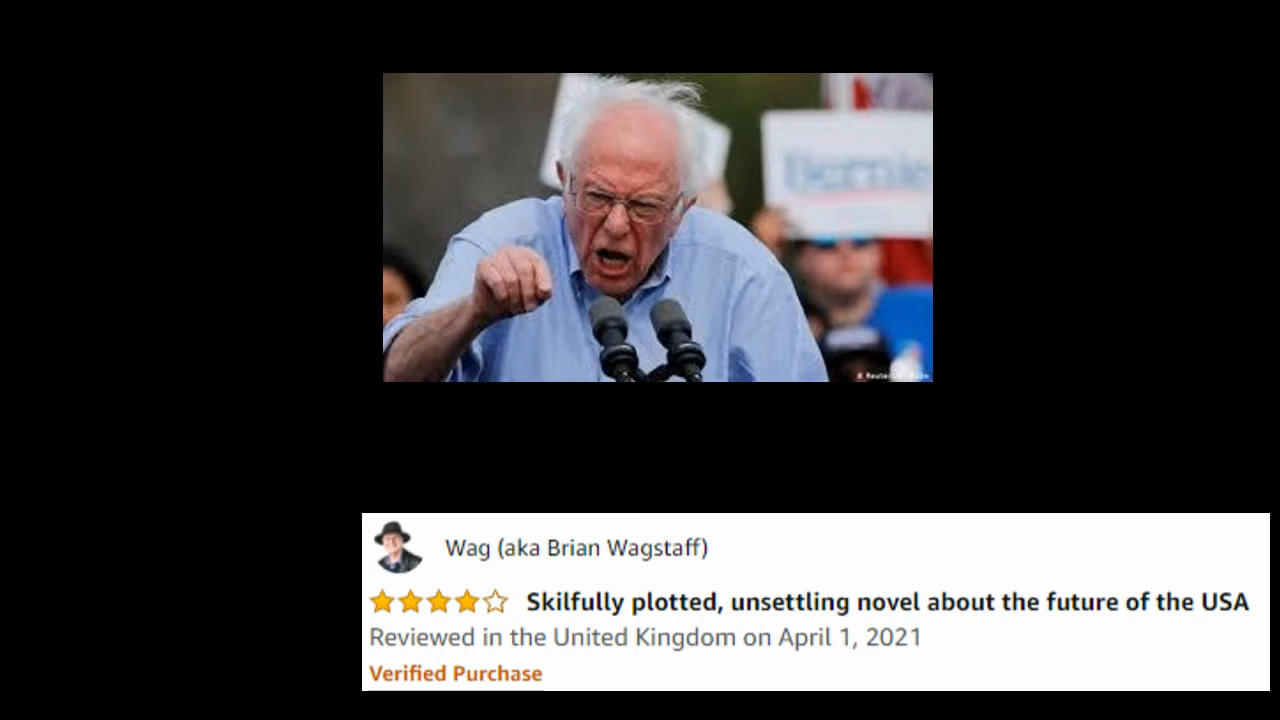 Bernie
Wag (aka Brian Wagstaff)
Skilfully plotted, unsettling novel about the future of the USA
Reviewed in the United Kingdom on April 1, 2021
Verified Purchase